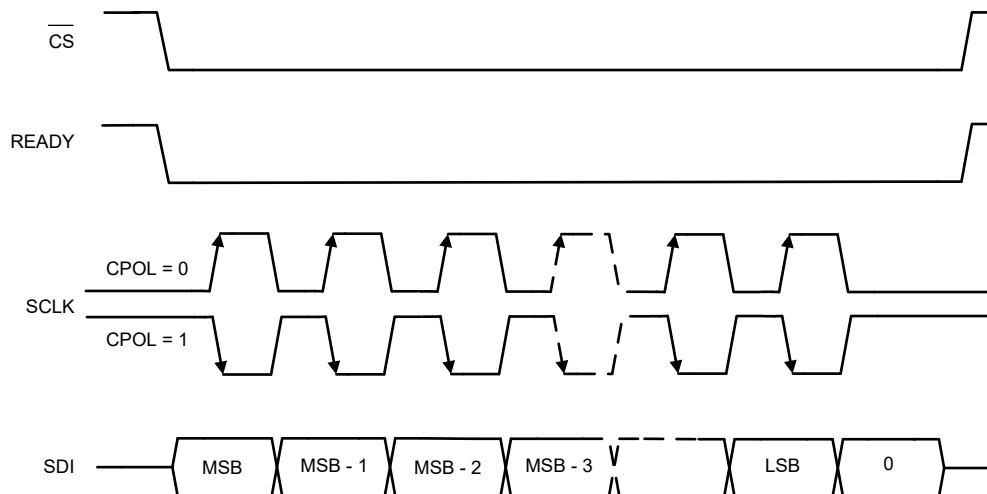 CS
READY
CPOL = 0
SCLK
CPOL = 1
SDI MSB MSB - 1 MSB - 2 MSB - 3 LSB 0